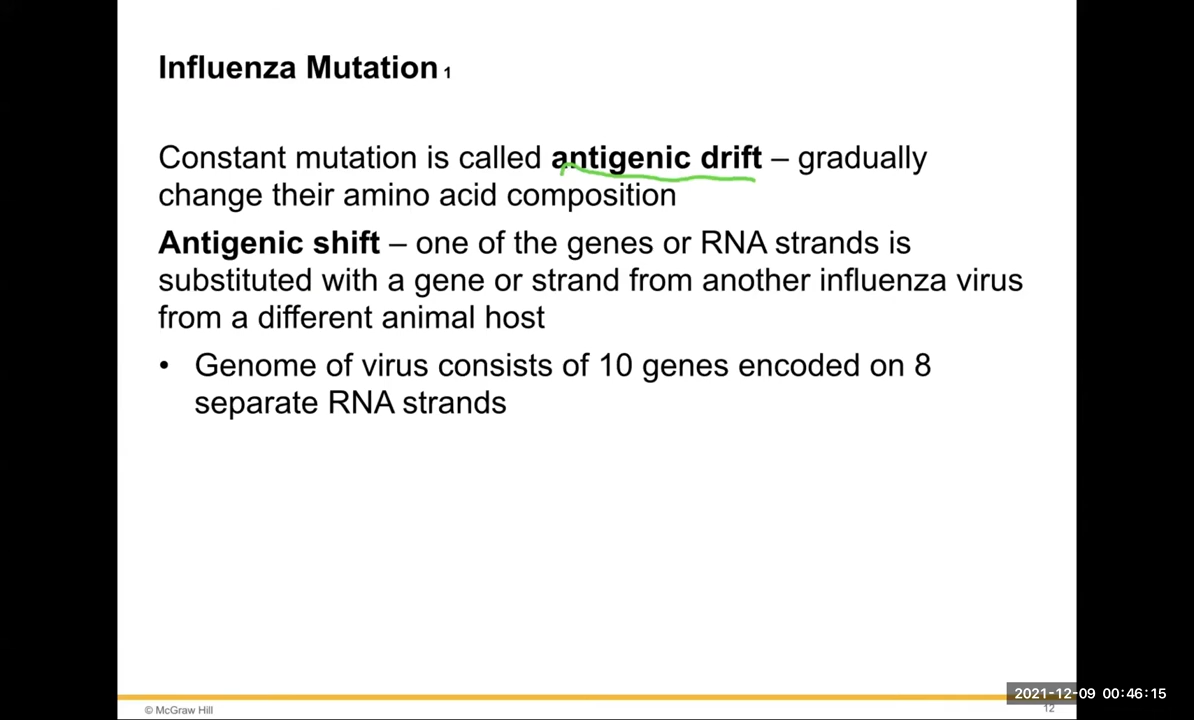 Influenza Mutation 1
Constant mutation is called antigenic drift – gradually
change their amino acid composition
Antigenic shift – one of the genes or RNA strands is
substituted with a gene or strand from another influenza virus
from a different animal host
• Genome of virus consists of 10 genes encoded on 8
separate RNA strands
2021-12-09 00:46:15
© McGraw Hill
12